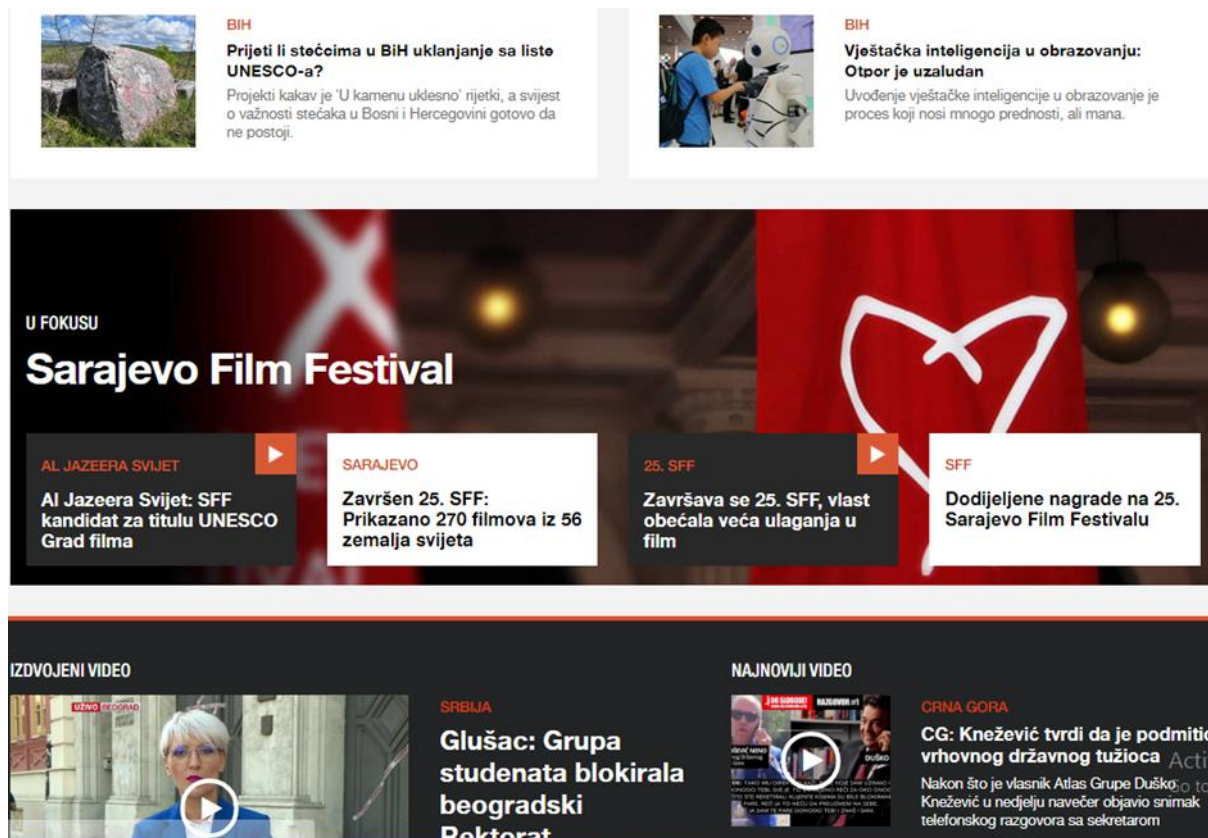 BIH
Prijeti li stećcima u BiH uklanjanje sa liste
UNESCO-a?
Projekti kakav je 'U kamenu uklesno' rijetki, a svijest
o važnosti stećaka u Bosni i Hercegovini gotovo da
ne postoji.
BIH
Vještačka inteligencija u obrazovanju:
Otpor je uzaludan
Uvođenje vještačke inteligencije u obrazovanje je
proces koji nosi mnogo prednosti, ali mana.
U FOKUSU
Sarajevo Film Festival
AL JAZEERA SVIJET
Al Jazeera Svijet: SFF
kandidat za titulu UNESCO
Grad filma
SARAJEVO
Završen 25. SFF:
Prikazano 270 filmova iz 56
zemalja svijeta
25. SFF
Završava se 25. SFF, vlast
obećala veća ulaganja u
film
SFF
Dodijeljene nagrade na 25.
Sarajevo Film Festivalu
IZDVOJENI VIDEO
UŽIVO BEOGRAD
SRBIJA
Glušac: Grupa
studenata blokirala
beogradski
Rektorat
NAJNOVIJI VIDEO
RAZGOVOR #1
DUŠKO
CRNA GORA
CG: Knežević tvrdi da je podmitio
vrhovnog državnog tužioca
Nakon što je vlasnik Atlas Grupe Duško
Knežević u nedjelju navečer objavio snimak
telefonskog razgovora sa sekretarom
Acti